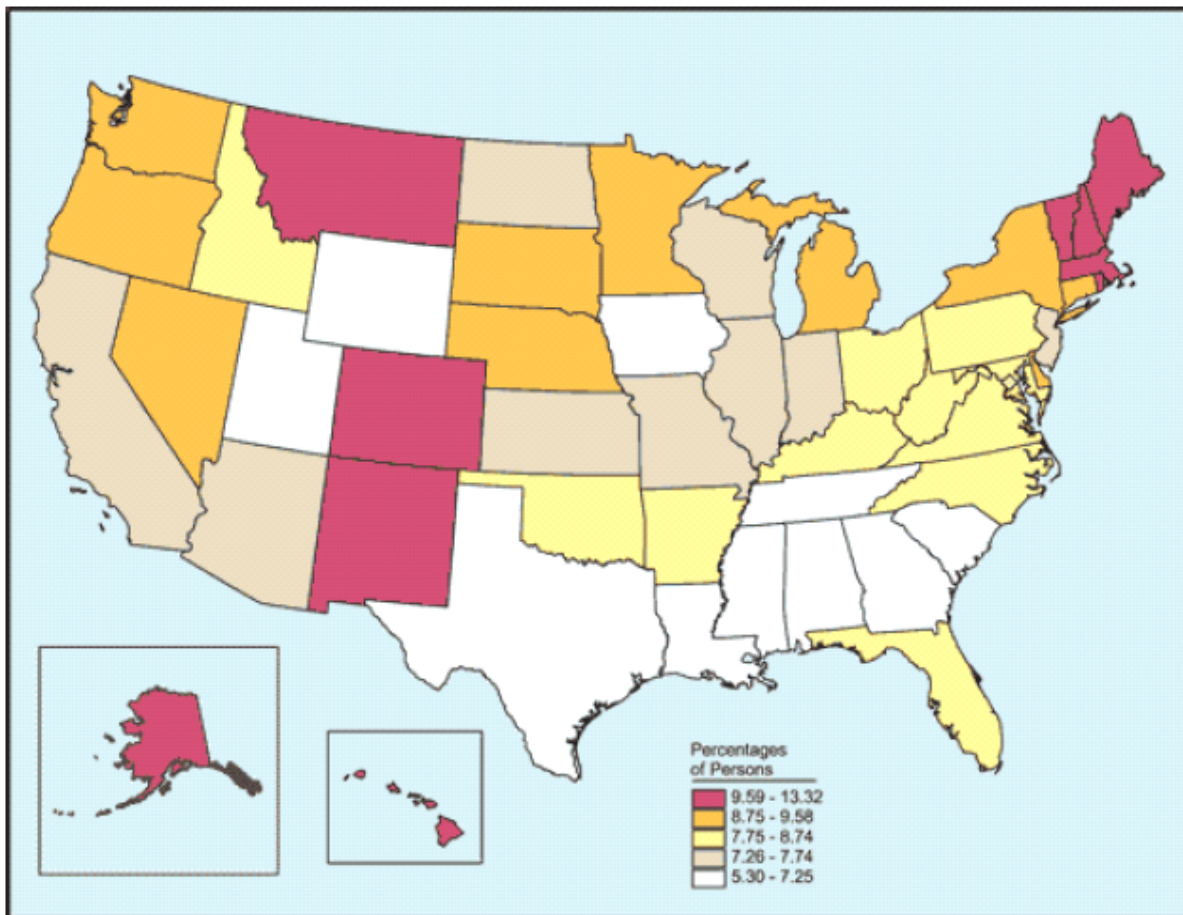 Percentages
of Persons
9.59 - 13.32
8.75 - 9.58
7.75 - 8.74
7.26 - 7.74
5.30 - 7.25